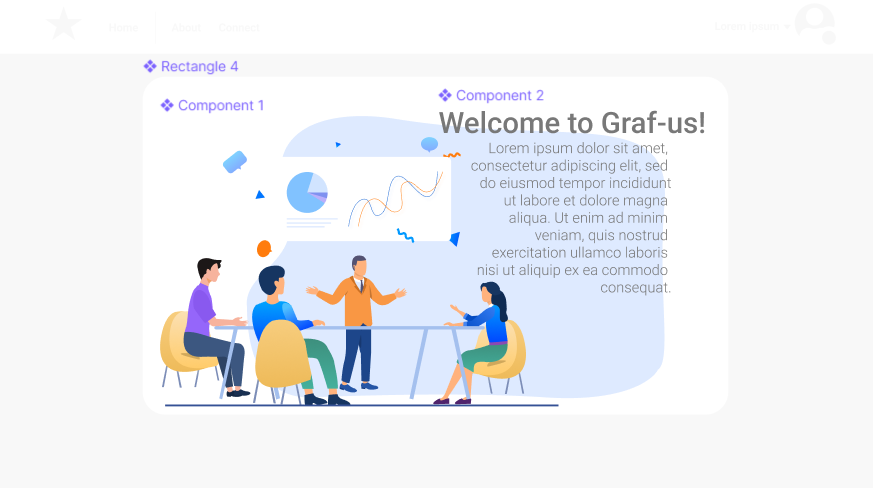 Home
About
Contact
Lorem ipsum
Rectangle 4
Component 1
Component 2
Welcome to Graf-us!
Lorem ipsum dolor sit amet,
consectetur adipiscing elit, sed
do eiusmod tempor incididunt
ut labore et dolore magna
aliqua. Ut enim ad minim
veniam, quis nostrud
exercitation ullamco laboris
nisi ut aliquip ex ea commodo
consequat.